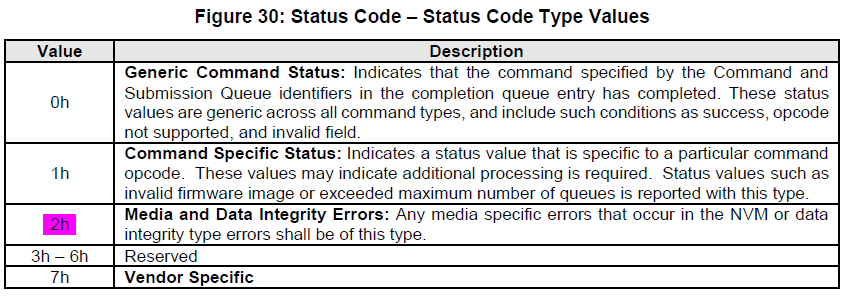 Figure 30: Status Code – Status Code Type Values
Value Description
0h
Generic Command Status: Indicates that the command specified by the Command and
Submission Queue identifiers in the completion queue entry has completed. These status
values are generic across all command types, and include such conditions as success, opcode
not supported, and invalid field.
1h
Command Specific Status: Indicates a status value that is specific to a particular command
opcode. These values may indicate additional processing is required. Status values such as
invalid firmware image or exceeded maximum number of queues is reported with this type.
2h
Media and Data Integrity Errors: Any media specific errors that occur in the NVM or data
integrity type errors shall be of this type.
3h – 6h Reserved
7h Vendor Specific